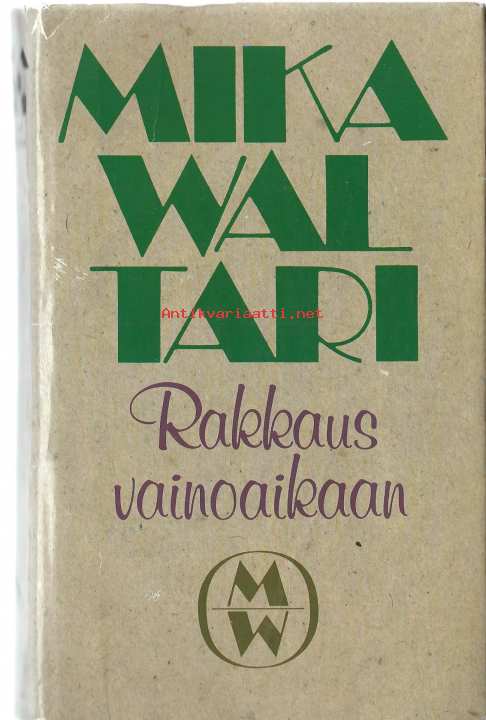 MIKA
WAL
TARI
Antikvariaatti.net
Rakkaus
vainoaikaan
M
W